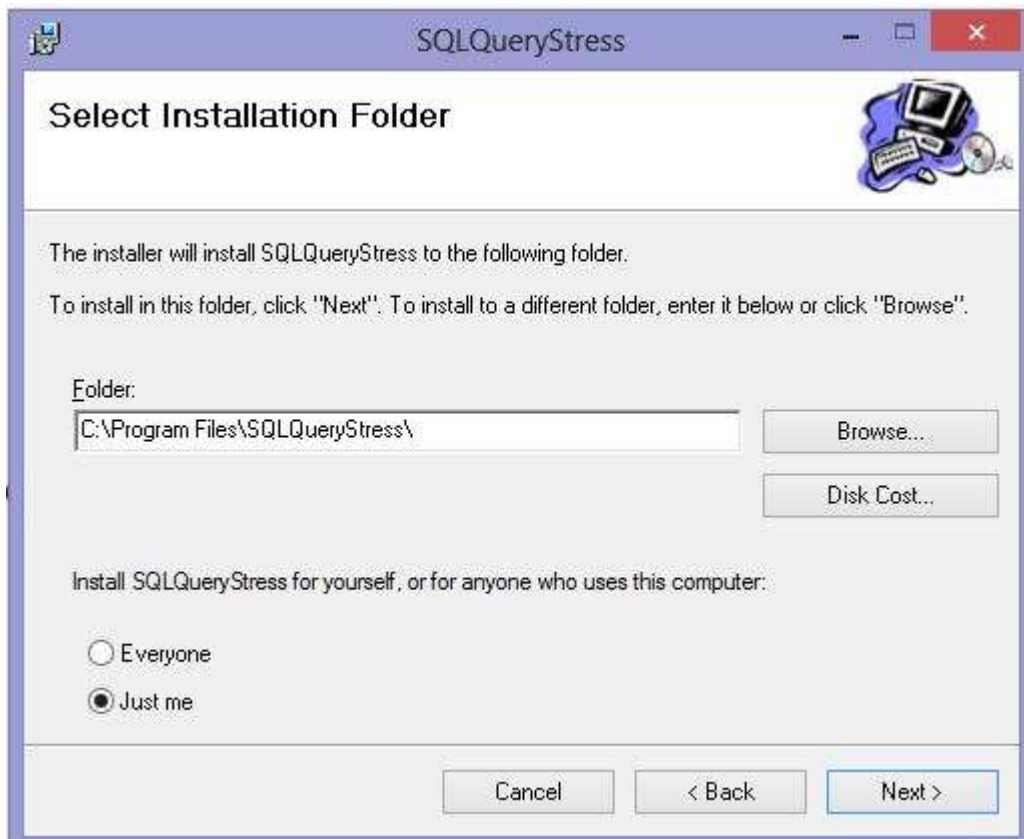 SQLQueryStress
Select Installation Folder
The installer will install SQLQueryStress to the following folder.
To install in this folder, click "Next". To install to a different folder, enter it below or click "Browse".
Folder:
C:\Program Files\SQLQueryStress\
Browse...
Disk Cost...
Install SQLQueryStress for yourself, or for anyone who uses this computer:
Everyone
Just me
Cancel
< Back
Next >